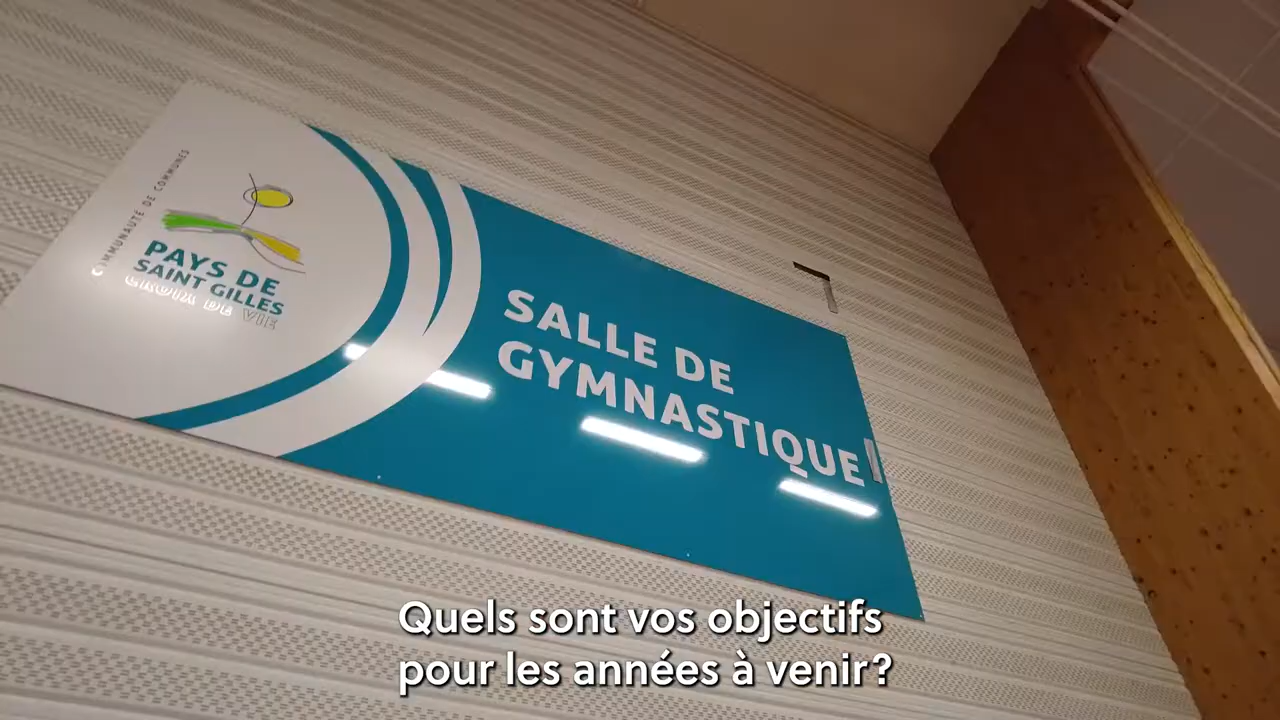 COMMUNAUTÉ DE COMMUNES
PAYS DE
SAINT GILLES
CROIX DE VIE
SALLE DE
GYMNASTIQUE
Quels sont vos objectifs
pour les années à venir ?